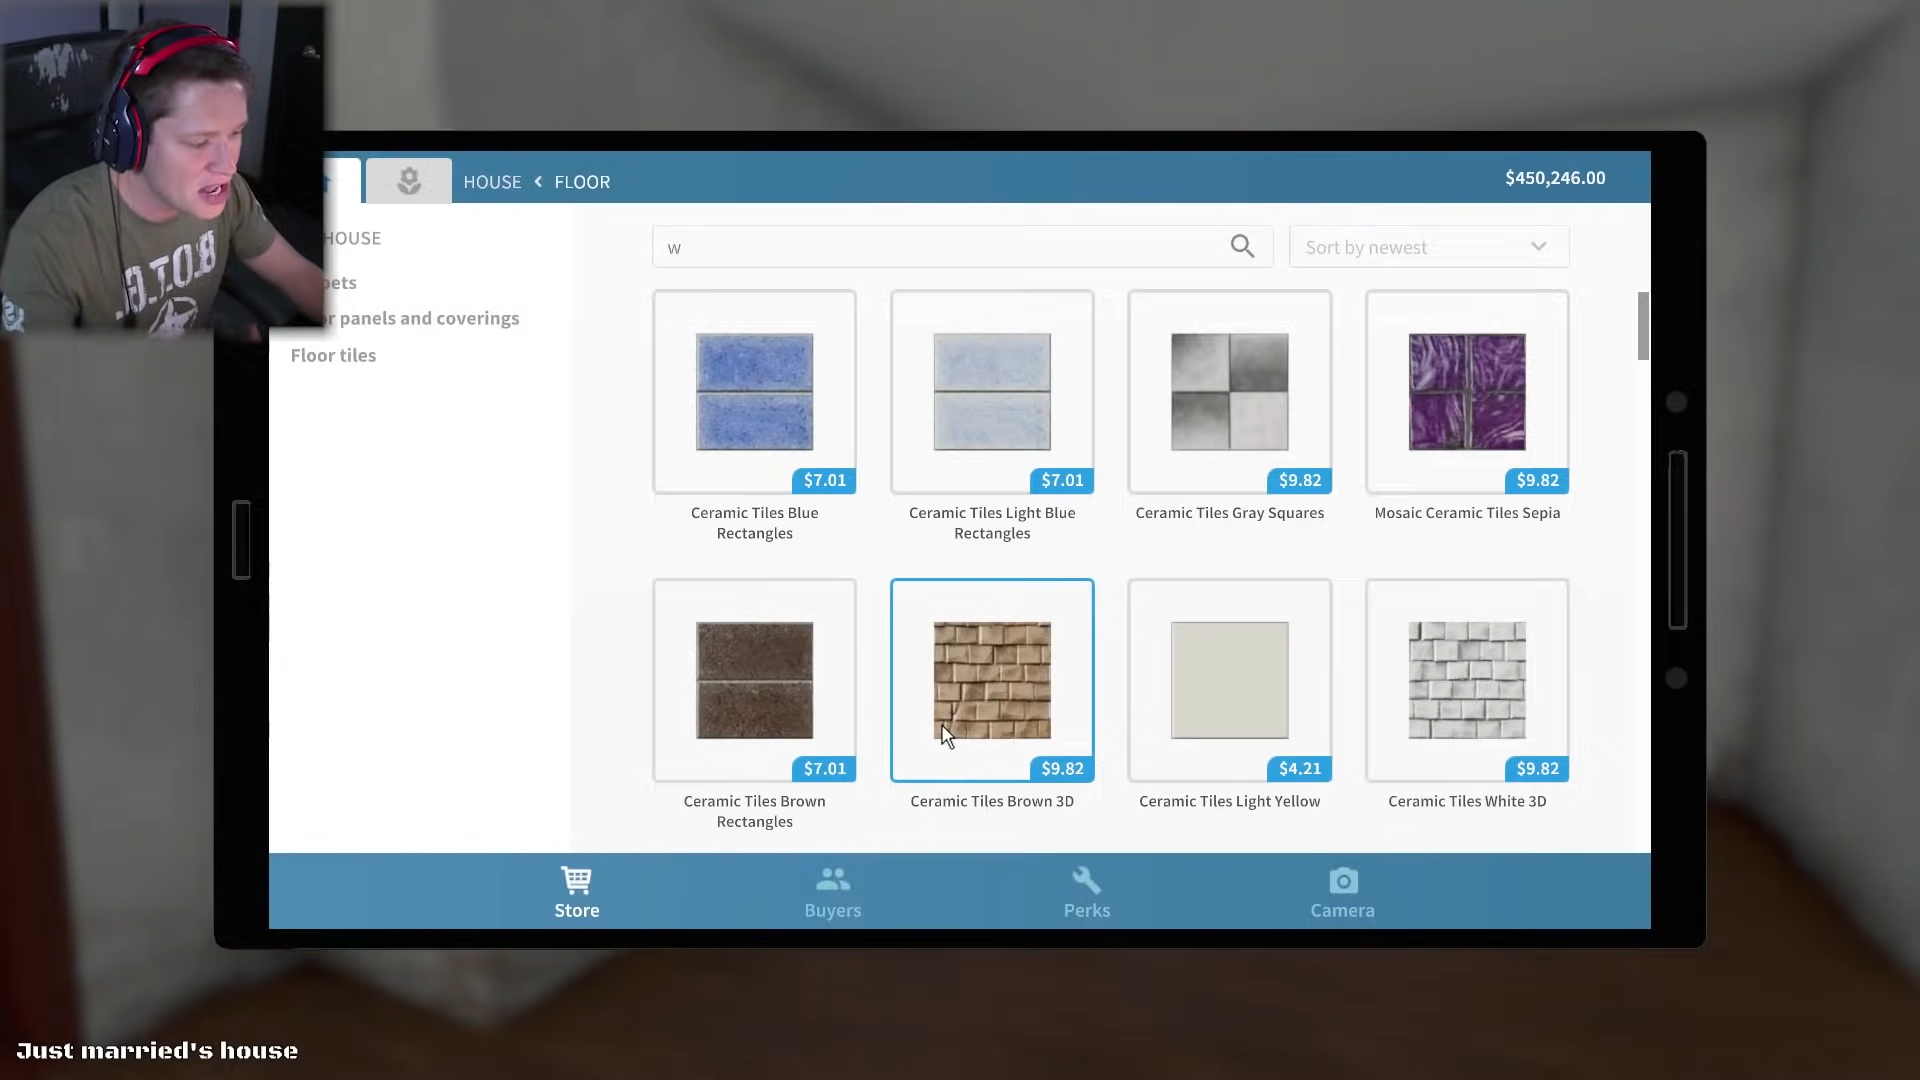 HOUSE < FLOOR
$450,246.00
HOUSE
w
Sort by newest
panels and coverings
Floor tiles
$7.01
$7.01
$9.82
$9.82
Ceramic Tiles Blue
Rectangles
Ceramic Tiles Light Blue
Rectangles
Ceramic Tiles Gray Squares
Mosaic Ceramic Tiles Sepia
$7.01
$9.82
$4.21
$9.82
Ceramic Tiles Brown
Rectangles
Ceramic Tiles Brown 3D
Ceramic Tiles Light Yellow
Ceramic Tiles White 3D
Store
Buyers
Perks
Camera
Just married's house